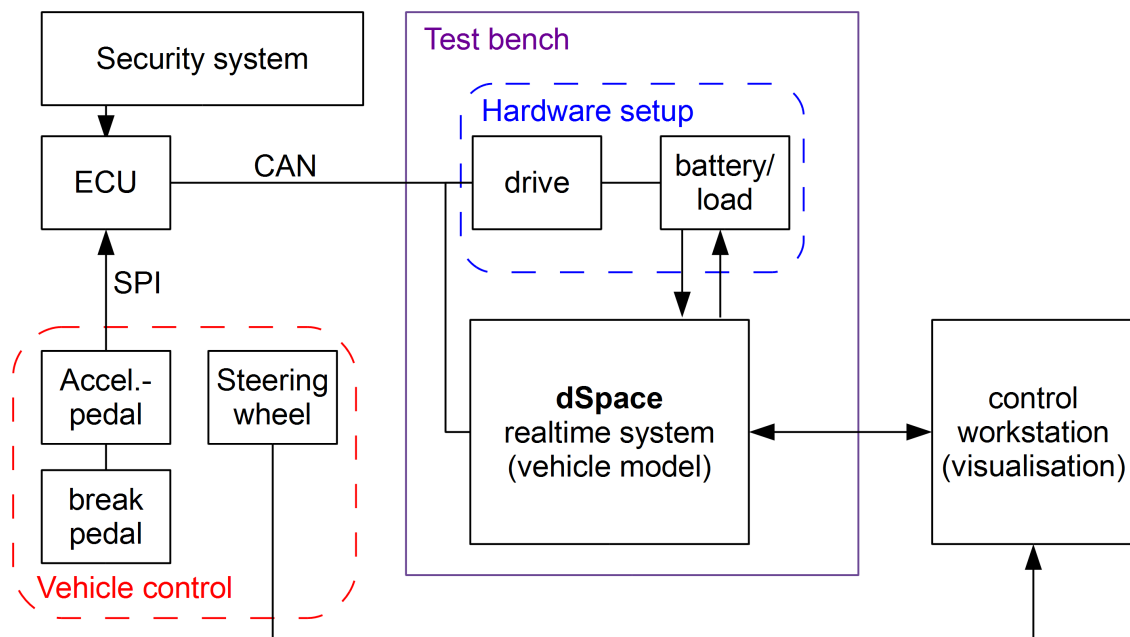 Security system
Test bench
Hardware setup
ECU
CAN
drive
battery/
load
SPI
Accel.-
pedal
Steering
wheel
break
pedal
Vehicle control
dSpace
realtime system
(vehicle model)
control
workstation
(visualisation)